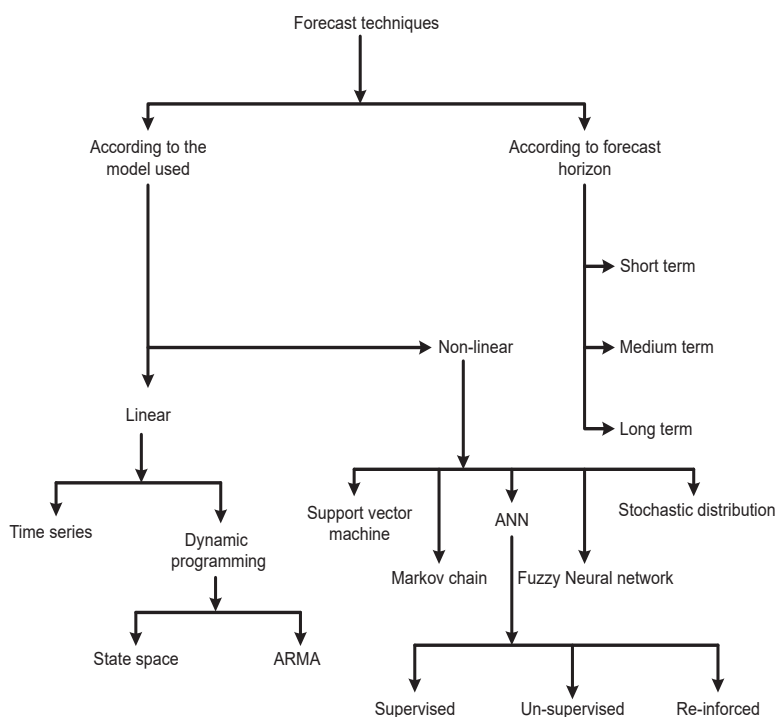 Forecast techniques
According to the
model used
According to forecast
horizon
Short term
Non-linear
Medium term
Linear
Long term
Time series
Dynamic
programming
Support vector
machine
ANN
Stochastic distribution
Markov chain
Fuzzy Neural network
State space
ARMA
Supervised
Un-supervised
Re-inforced